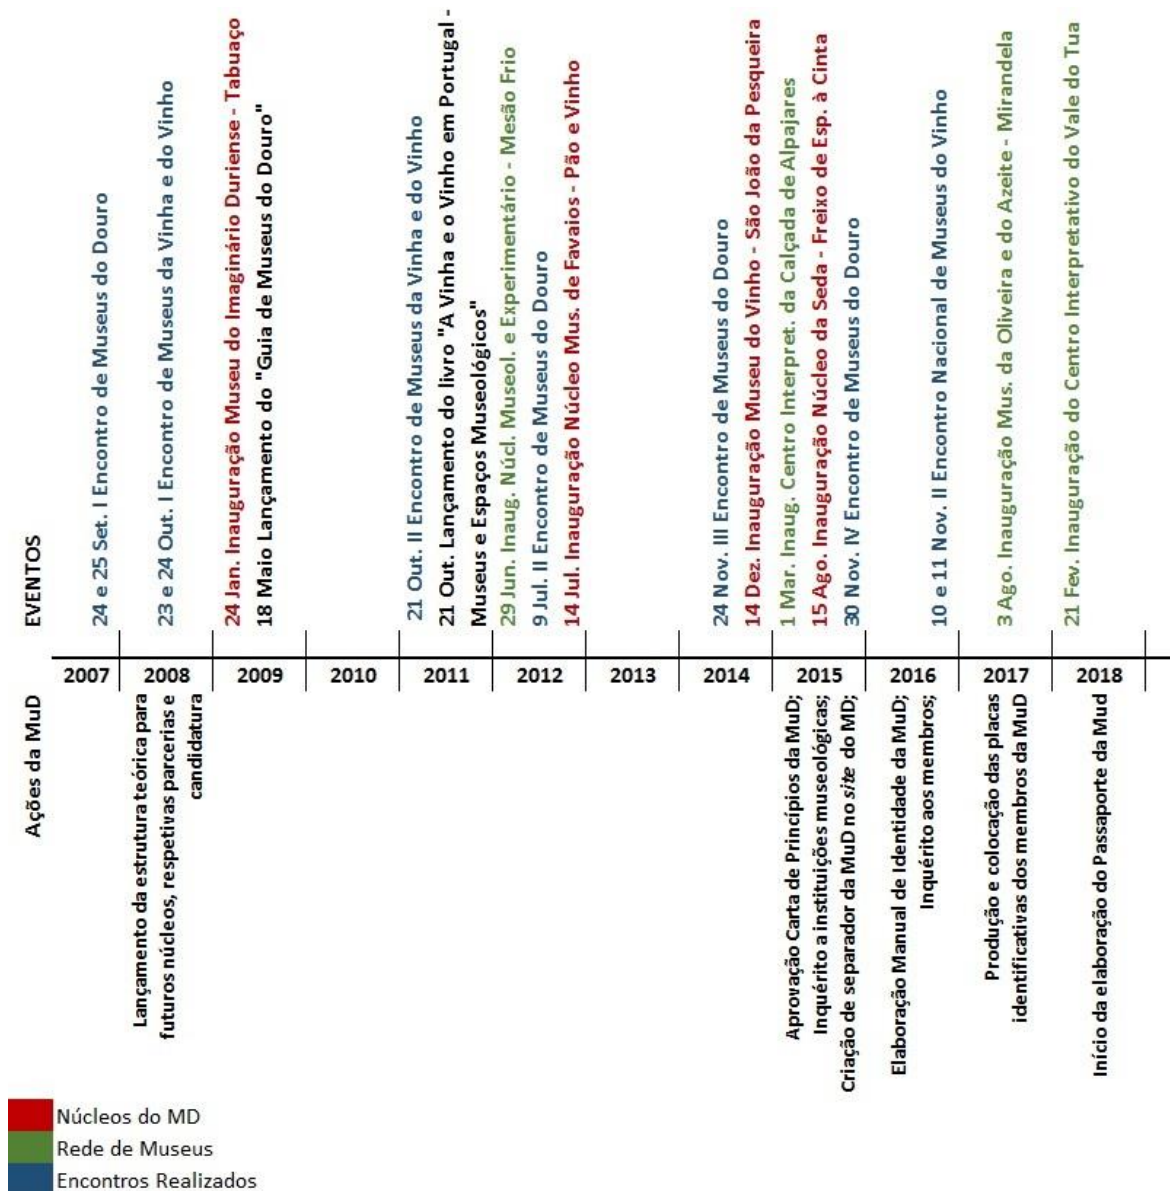 EVENTOS
24 e 25 Set. I Encontro de Museus do Douro
23 e 24 Out. I Encontro de Museus da Vinha e do Vinho
24 Jan. Inauguração Museu do Imaginário Duriense - Tabuaço
18 Maio Lançamento do "Guia de Museus do Douro"
21 Out. II Encontro de Museus da Vinha e do Vinho
21 Out. Lançamento do livro "A Vinha e o Vinho em Portugal -
Museus e Espaços Museológicos"
29 Jun. Inaug. Núcl. Museol. e Experimentário - Mesão Frio
9 Jul. II Encontro de Museus do Douro
14 Jul. Inauguração Núcleo Mus. de Favaios - Pão e Vinho
24 Nov. III Encontro de Museus do Douro
14 Dez. Inauguração Museu do Vinho - São João da Pesqueira
1 Mar. Inaug. Centro Interpret. da Calçada de Alpajares
15 Ago. Inauguração Núcleo da Seda - Freixo de Esp. à Cinta
30 Nov. IV Encontro de Museus do Douro
10 e 11 Nov. II Encontro Nacional de Museus do Vinho
3 Ago. Inauguração Mus. da Oliveira e do Azeite - Mirandela
21 Fev. Inauguração do Centro Interpretativo do Vale do Tua
2007 2008 2009 2010 2011 2012 2013 2014 2015 2016 2017 2018
Ações da MuD
Lançamento da estrutura teórica para
futuros núcleos, respetivas parcerias e
candidatura
Aprovação Carta de Princípios da MuD;
Inquérito a instituições museológicas;
Criação de separador da MuD no site do MD;
Elaboração Manual de Identidade da MuD;
Inquérito aos membros;
Produção e colocação das placas
identificativas dos membros da MuD
Início da elaboração do Passaporte da Mud
Núcleos do MD
Rede de Museus
Encontros Realizados